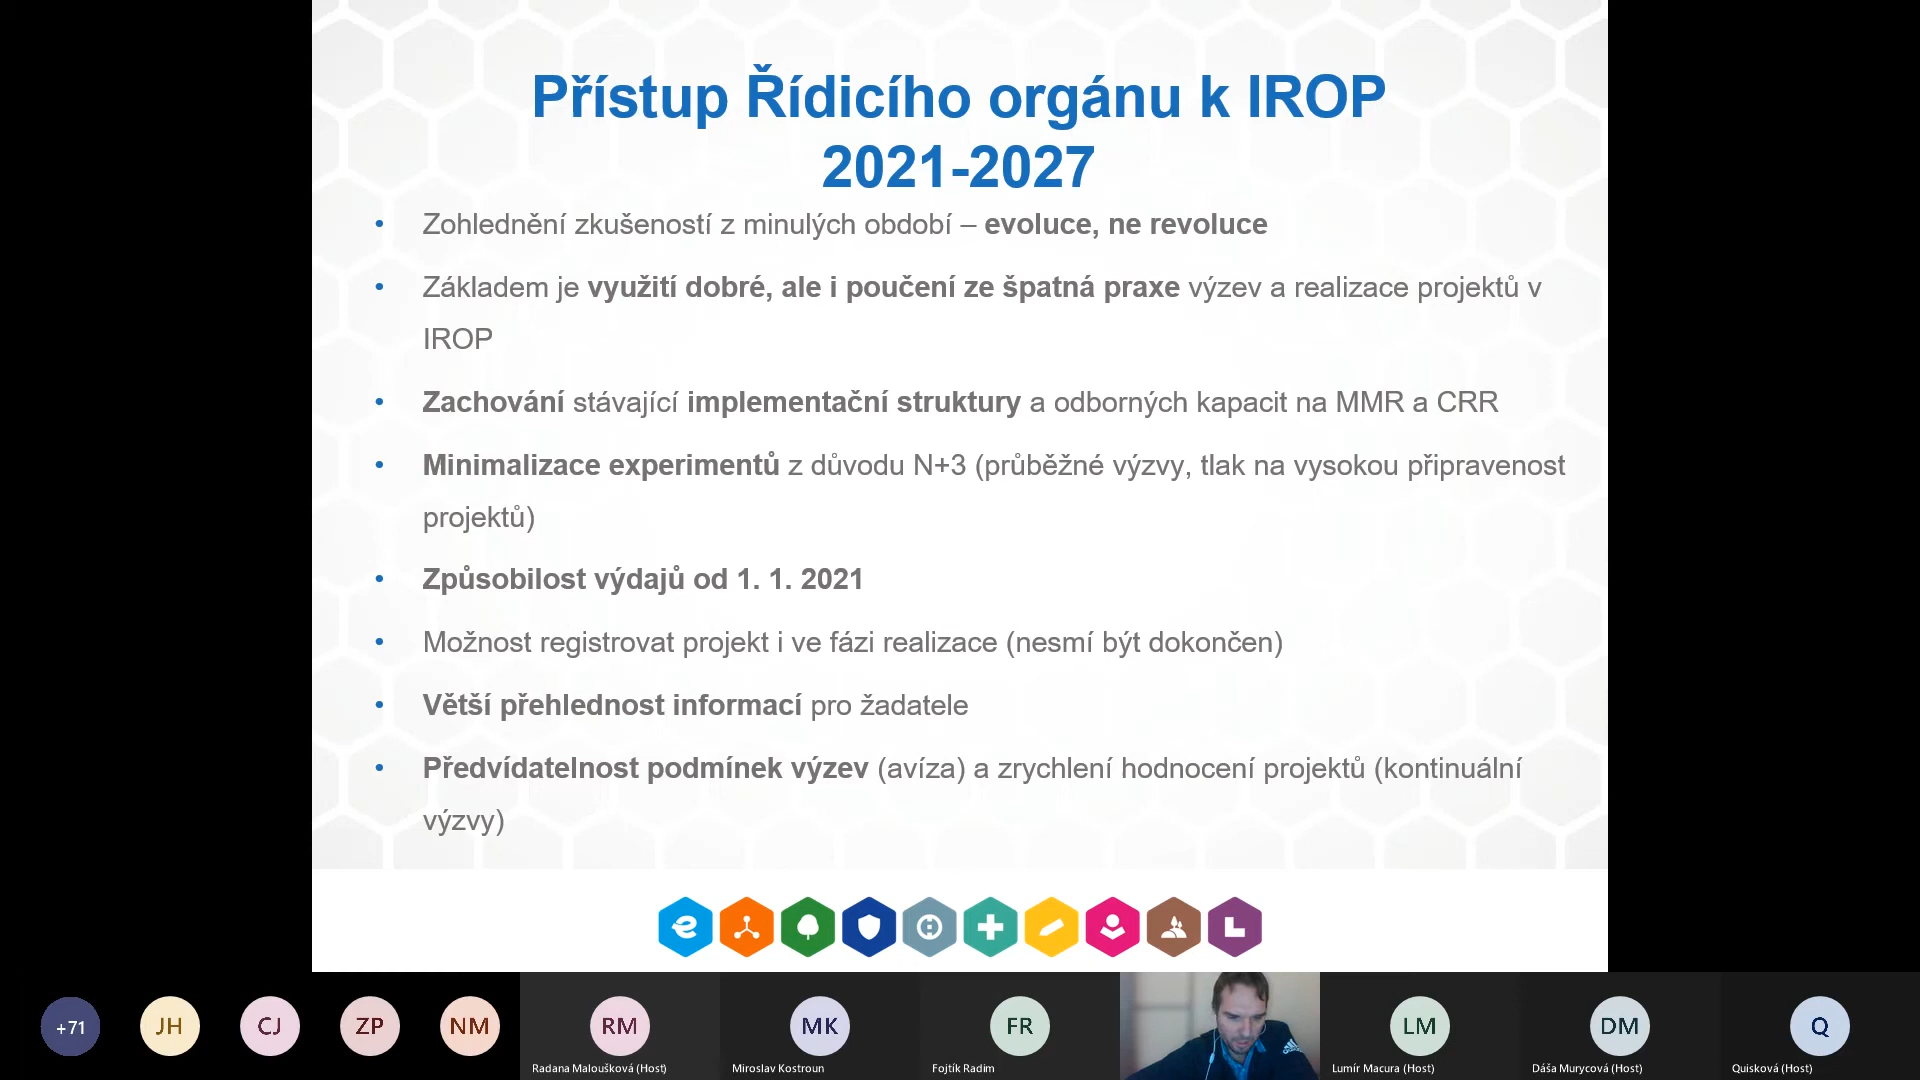 Přístup Řídicího orgánu k IROP
2021-2027
• Zohlednění zkušeností z minulých období – evoluce, ne revoluce
• Základem je využití dobré, ale i poučení ze špatná praxe výzev a realizace projektů v
IROP
• Zachování stávající implementační struktury a odborných kapacit na MMR a CRR
• Minimalizace experimentů z důvodu N+3 (průběžné výzvy, tlak na vysokou připravenost
projektů)
• Způsobilost výdajů od 1. 1. 2021
• Možnost registrovat projekt i ve fázi realizace (nesmí být dokončen)
• Větší přehlednost informací pro žadatele
• Předvídatelnost podmínek výzev (avíza) a zrychlení hodnocení projektů (kontinuální
výzvy)
+71 JH CJ ZP NM RM MK FR LM DM Q
Radana Maloušková (Host) Miroslav Kostroun Fojtík Radim Lumír Macura (Host) Dáša Murycová (Host) Quisková (Host)